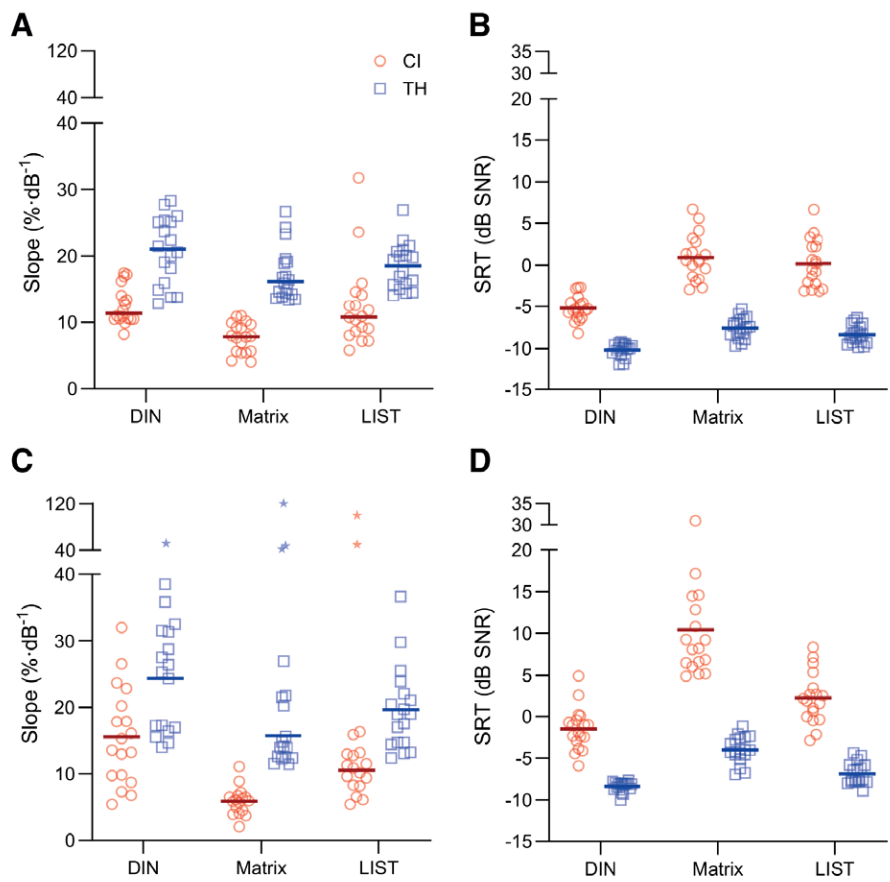 A
120
40
40
30
20
10
0
Slope (%·dB-1)
CI
TH
DIN Matrix LIST
B
35
30
20
15
10
5
0
-5
-10
-15
SRT (dB SNR)
DIN Matrix LIST
C
120
40
40
30
20
10
0
Slope (%·dB-1)
DIN Matrix LIST
D
35
30
20
15
10
5
0
-5
-10
-15
SRT (dB SNR)
DIN Matrix LIST